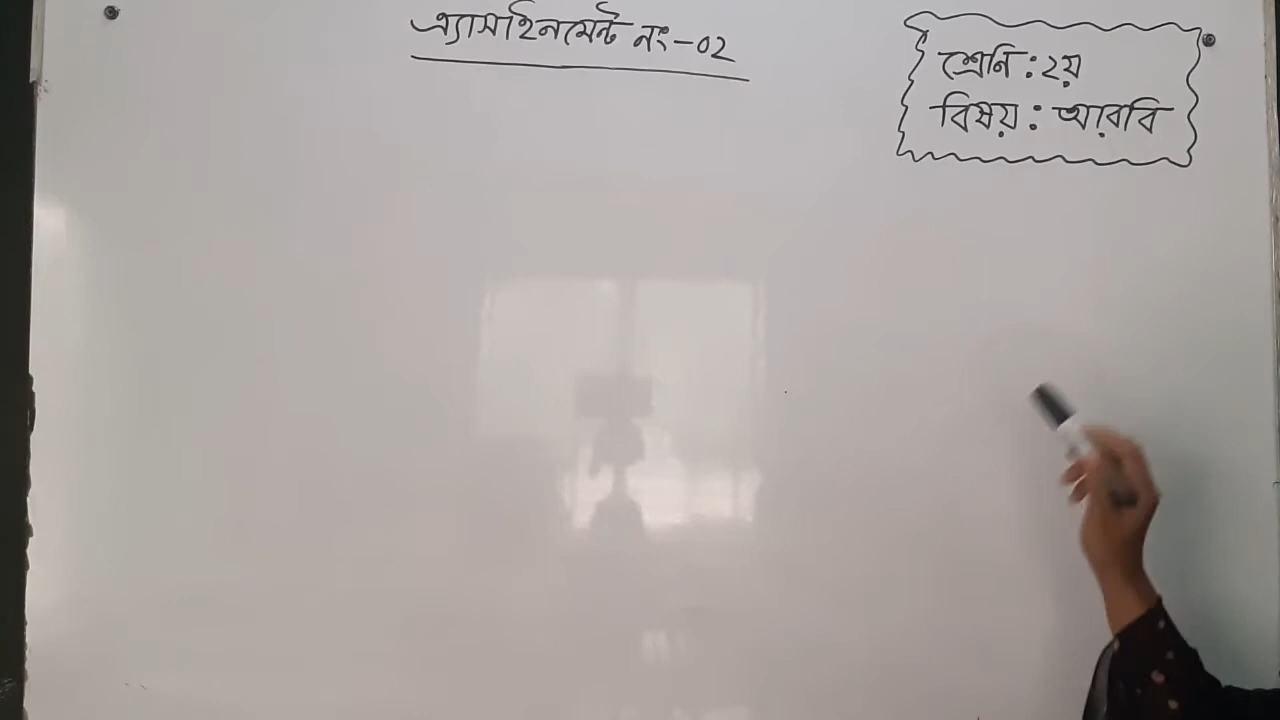 এ্যাসাইনমেন্ট নং-০২
শ্রেনি : ২য়
বিষয় : আরবি